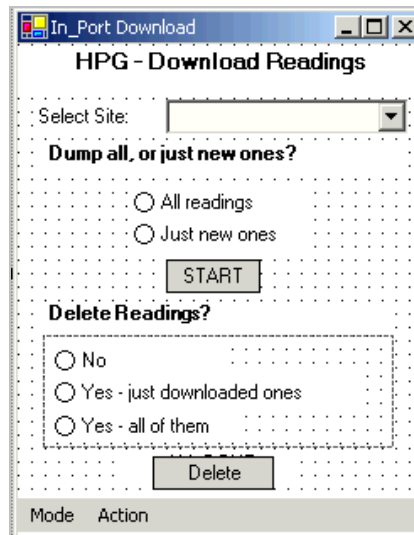 In_Port Download
HPG - Download Readings
Select Site:
Dump all, or just new ones?
All readings
Just new ones
START
Delete Readings?
No
Yes - just downloaded ones
Yes - all of them
Delete
Mode Action